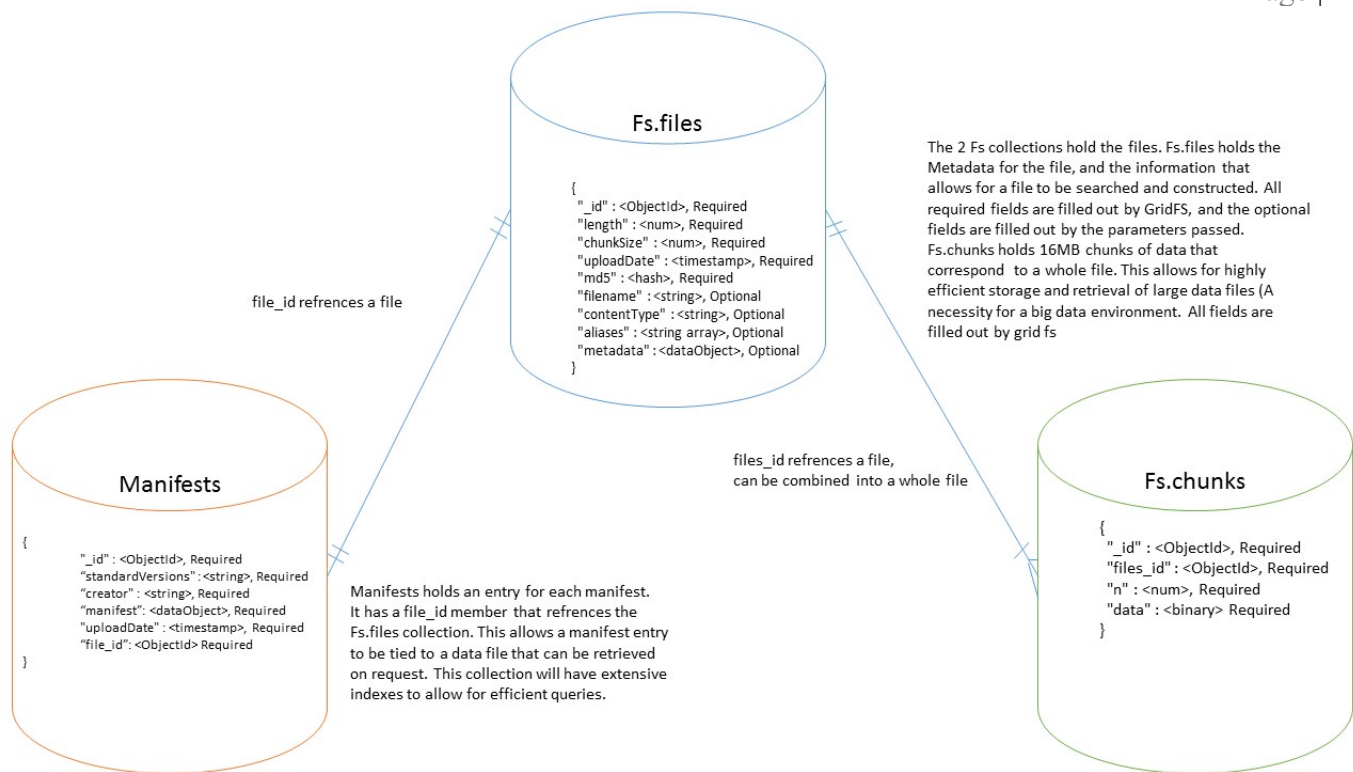 Fs.files
{
"_id" : <ObjectId>, Required
"length" : <num>, Required
"chunkSize" : <num>, Required
"uploadDate" : <timestamp>, Required
"md5" : <hash>, Required
"filename" : <string>, Optional
"contentType" : <string>, Optional
"aliases" : <string array>, Optional
"metadata" :<dataObject>, Optional
}
The 2 Fs collections hold the files. Fs.files holds the
Metadata for the file, and the information that
allows for a file to be searched and constructed. All
required fields are filled out by GridFS, and the optional
fields are filled out by the parameters passed.
Fs.chunks holds 16MB chunks of data that
correspond to a whole file. This allows for highly
efficient storage and retrieval of large data files (A
necessity for a big data environment. All fields are
filled out by grid fs
file_id refrences a file
files_id refrences a file,
can be combined into a whole file
Manifests
{
"_id" : <ObjectId>, Required
“standardVersions" : <string>, Required
“creator" : <string>, Required
“manifest”: <dataObject>, Required
"uploadDate" : <timestamp>, Required
“file_id”: <ObjectId> Required
}
Manifests holds an entry for each manifest.
It has a file_id member that refrences the
Fs.files collection. This allows a manifest entry
to be tied to a data file that can be retrieved
on request. This collection will have extensive
indexes to allow for efficient queries.
Fs.chunks
{
"_id" : <ObjectId>, Required
"files_id" : <ObjectId>, Required
"n" : <num>, Required
"data" : <binary> Required
}